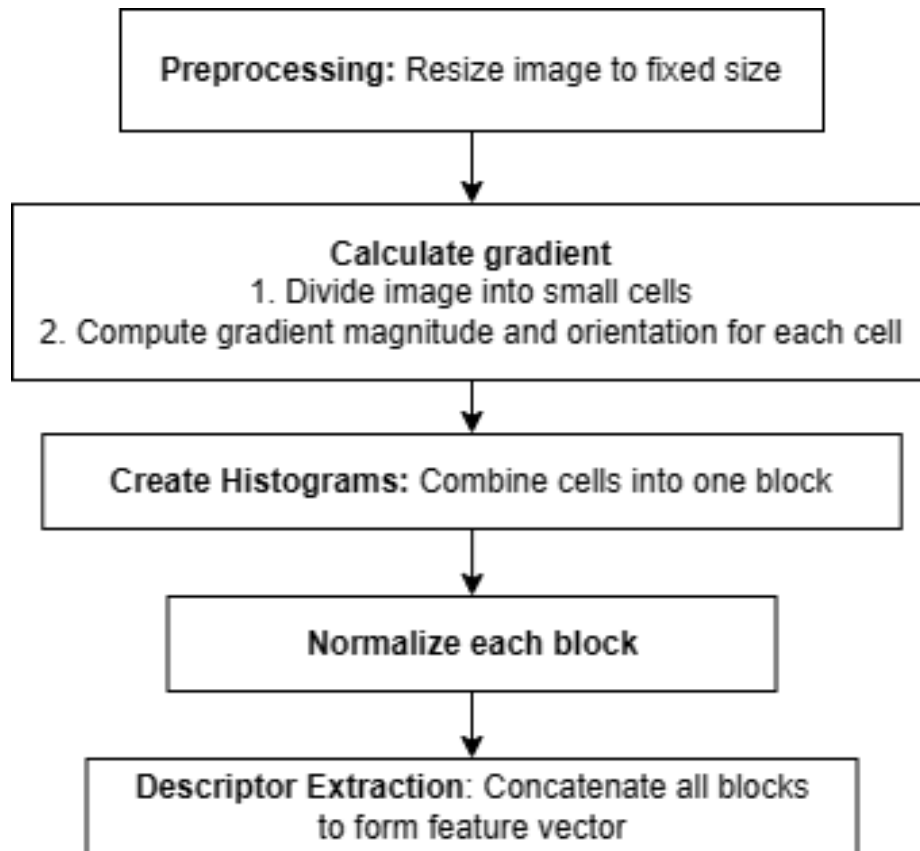 Preprocessing: Resize image to fixed size
Calculate gradient
1. Divide image into small cells
2. Compute gradient magnitude and orientation for each cell
Create Histograms: Combine cells into one block
Normalize each block
Descriptor Extraction: Concatenate all blocks
to form feature vector